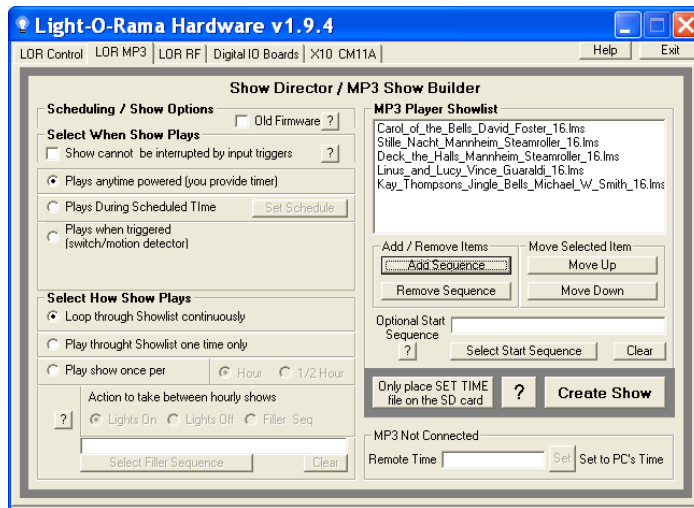 Light-O-Rama Hardware v1.9.4
LOR Control LOR MP3 LOR RF Digital IO Boards X10 CM11A Help Exit
Show Director / MP3 Show Builder
Scheduling / Show Options
Old Firmware ?
Select When Show Plays
Show cannot be interrupted by input triggers ?
Plays anytime powered (you provide timer)
Plays During Scheduled TIme Set Schedule
Plays when triggered
(switch/motion detector)
Select How Show Plays
Loop through Showlist continuously
Play throught Showlist one time only
Play show once per Hour 1/2 Hour
Action to take between hourly shows
? Lights On Lights Off Filler Seq
Select Filler Sequence Clear
MP3 Player Showlist
Carol_of_the_Bells_David_Foster_16.lms
Stille_Nacht_Mannheim_Steamroller_16.lms
Deck_the_Halls_Mannheim_Steamroller_16.lms
Linus_and_Lucy_Vince_Guaraldi_16.lms
Kay_Thompsons_Jingle_Bells_Michael_W_Smith_16.lms
Add / Remove Items Move Selected Item
Add Sequence Move Up
Remove Sequence Move Down
Optional Start
Sequence
? Select Start Sequence Clear
Only place SET TIME
file on the SD card
? Create Show
MP3 Not Connected
Remote Time Set Set to PC's Time